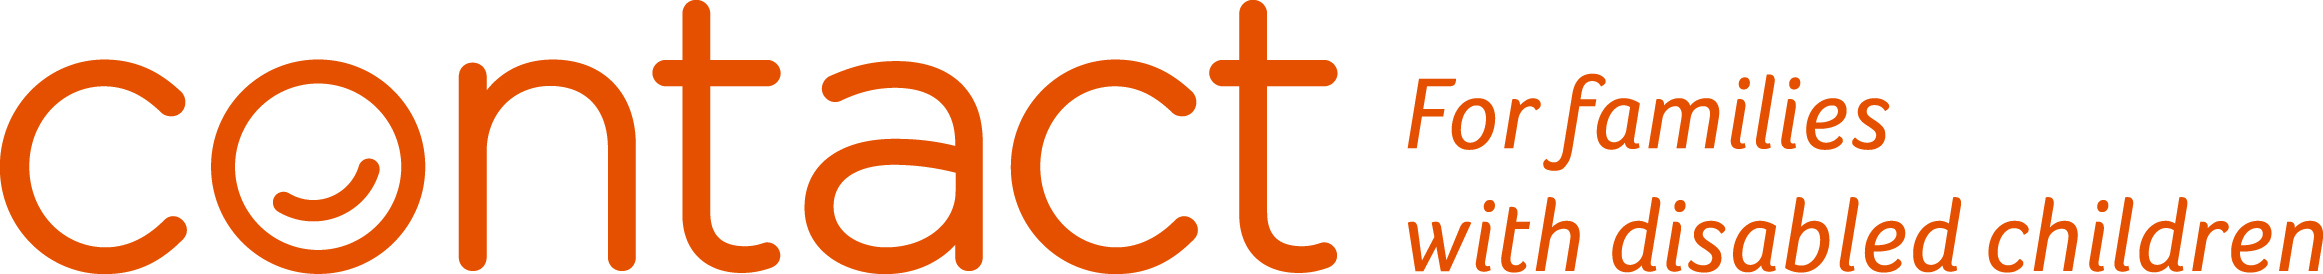 contact
For families
with disabled children